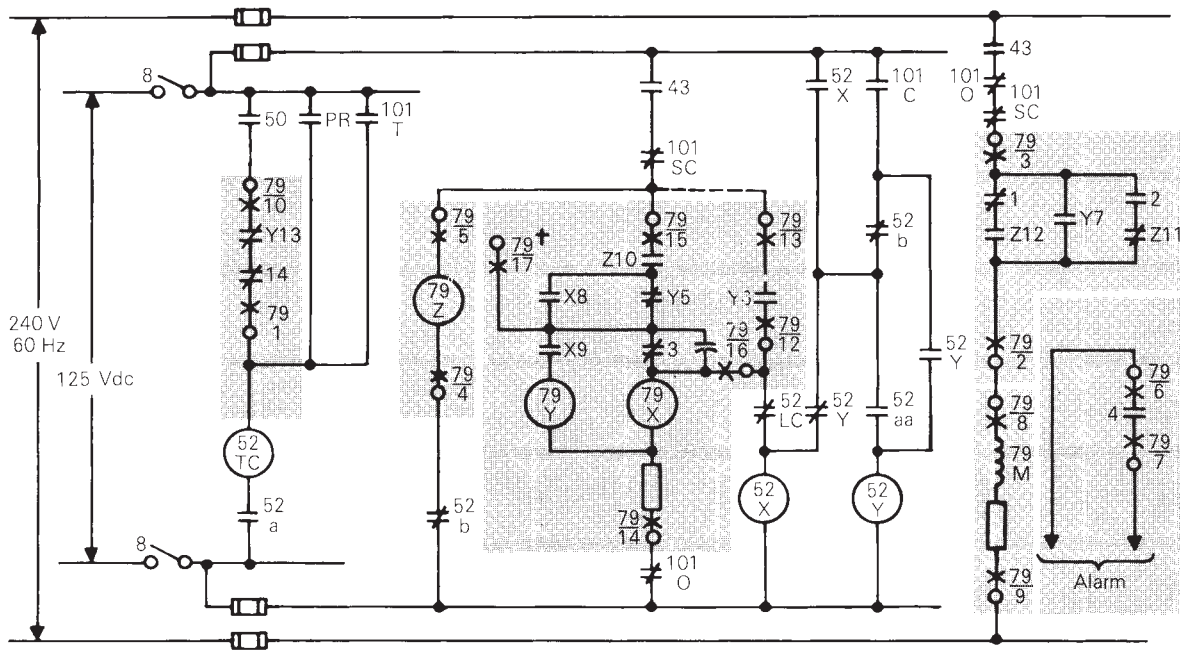 240 V
60 Hz
125 Vdc
8
8
50
PR
101
T
79
10
Y13
14
79
1
52
TC
52
a
79
5
79
Z
79
4
52
b
43
101
SC
79
17
†
79
15
Z10
X8
Y5
X9
3
79
16
79
Y
79
X
79
14
101
O
79
13
79
12
52
LC
52
X
52
X
52
Y
101
C
52
b
52
Y
52
aa
52
Y
43
101
O
101
SC
79
3
1
Z12
Y7
2
Z11
79
2
79
8
79
M
79
9
79
6
4
79
7
Alarm